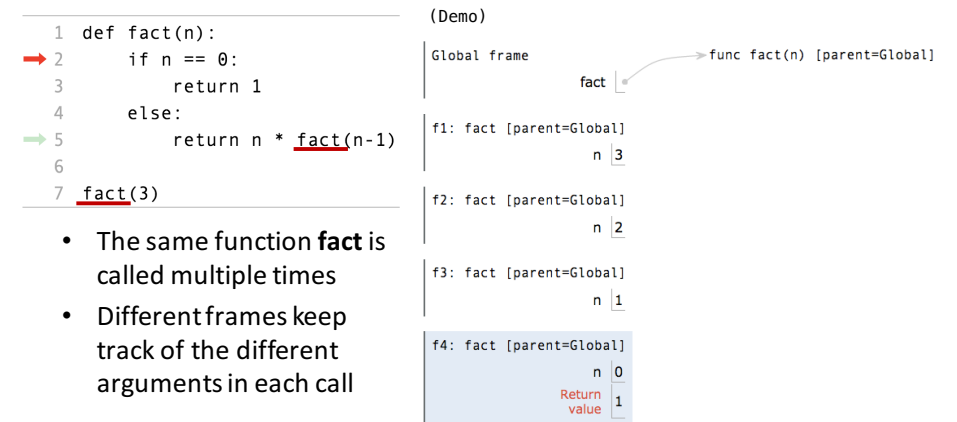 1 def fact(n):
2     if n == 0:
3         return 1
4     else:
5         return n * fact(n-1)
6
7 fact(3)
• The same function fact is
called multiple times
• Different frames keep
track of the different
arguments in each call
(Demo)
Global frame
fact
func fact(n) [parent=Global]
f1: fact [parent=Global]
n 3
f2: fact [parent=Global]
n 2
f3: fact [parent=Global]
n 1
f4: fact [parent=Global]
n 0
Return
value 1